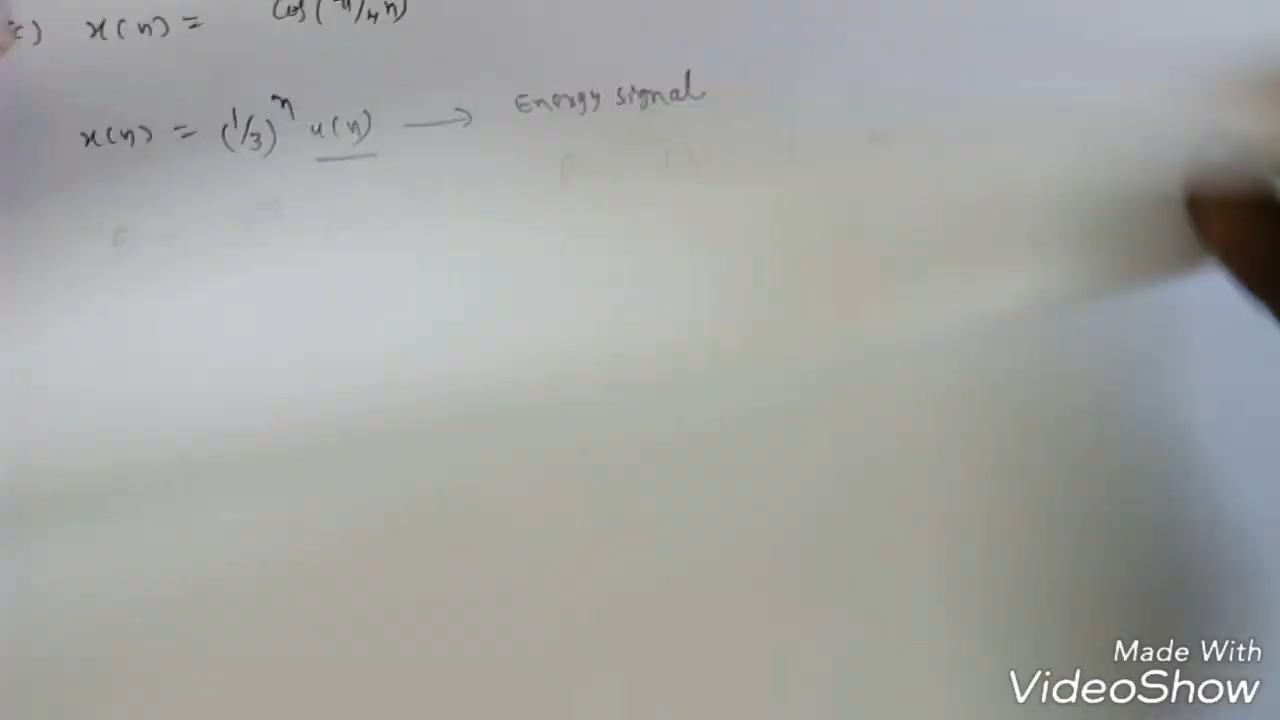 c) x(n) = cos(π/4 n)
x(n) = (1/3)^n u(n) → Energy signal
Made With
VideoShow